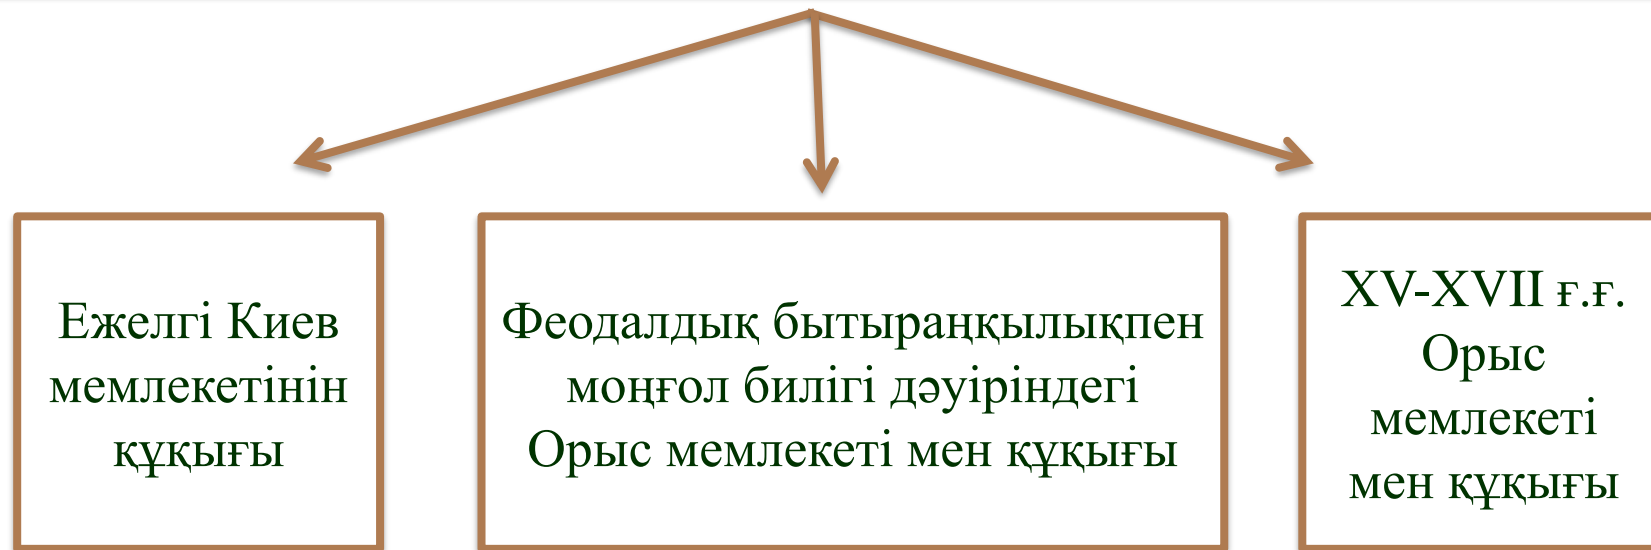 Ежелгі Киев
мемлекетінін
құқығы
Феодалдық бытыраңқылықпен
моңғол билігі дәуіріндегі
Орыс мемлекеті мен құқығы
XV-XVII ғ.ғ.
Орыс
мемлекеті
мен құқығы